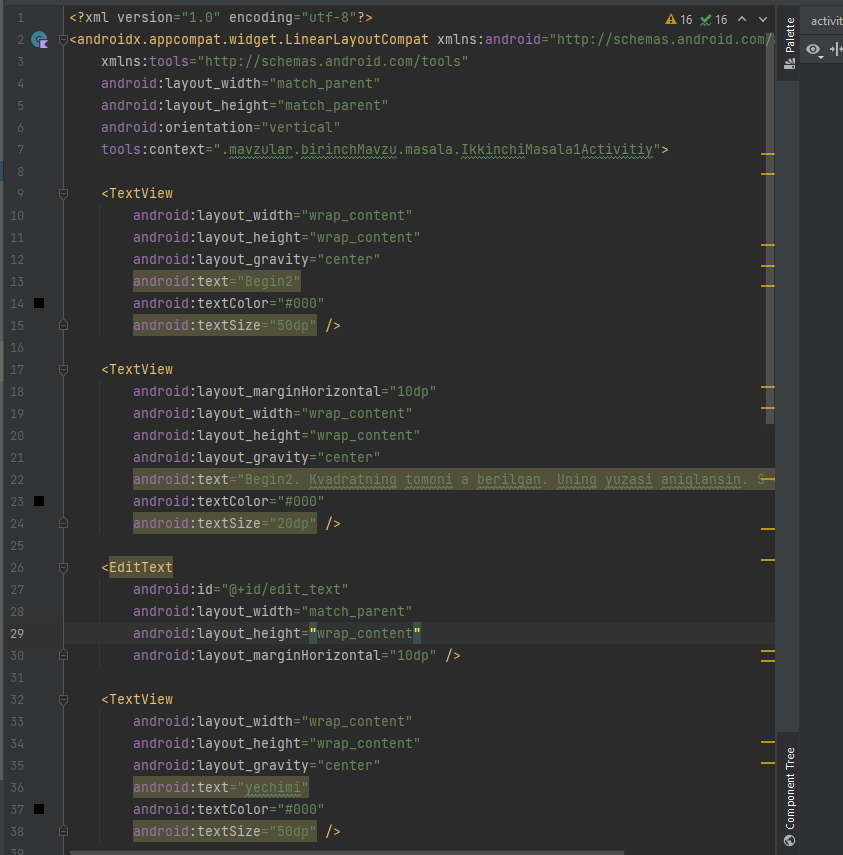 1 <?xml version="1.0" encoding="utf-8"?>
16 16
2 <androidx.appcompat.widget.LinearLayoutCompat xmlns:android="http://schemas.android.com/
3 xmlns:tools="http://schemas.android.com/tools"
4 android:layout_width="match_parent"
5 android:layout_height="match_parent"
6 android:orientation="vertical"
7 tools:context=".mavzular.birinchMavzu.masala.IkkinchiMasala1Activitiy">
8
9 <TextView
10 android:layout_width="wrap_content"
11 android:layout_height="wrap_content"
12 android:layout_gravity="center"
13 android:text="Begin2"
14 android:textColor="#000"
15 android:textSize="50dp" />
16
17 <TextView
18 android:layout_marginHorizontal="10dp"
19 android:layout_width="wrap_content"
20 android:layout_height="wrap_content"
21 android:layout_gravity="center"
22 android:text="Begin2. Kvadratning tomoni a berilgan. Uning yuzasi aniqlansin. S
23 android:textColor="#000"
24 android:textSize="20dp" />
25
26 <EditText
27 android:id="@+id/edit_text"
28 android:layout_width="match_parent"
29 android:layout_height="wrap_content"
30 android:layout_marginHorizontal="10dp" />
31
32 <TextView
33 android:layout_width="wrap_content"
34 android:layout_height="wrap_content"
35 android:layout_gravity="center"
36 android:text="yechimi"
37 android:textColor="#000"
38 android:textSize="50dp" />
39
Palette
activit
Component Tree